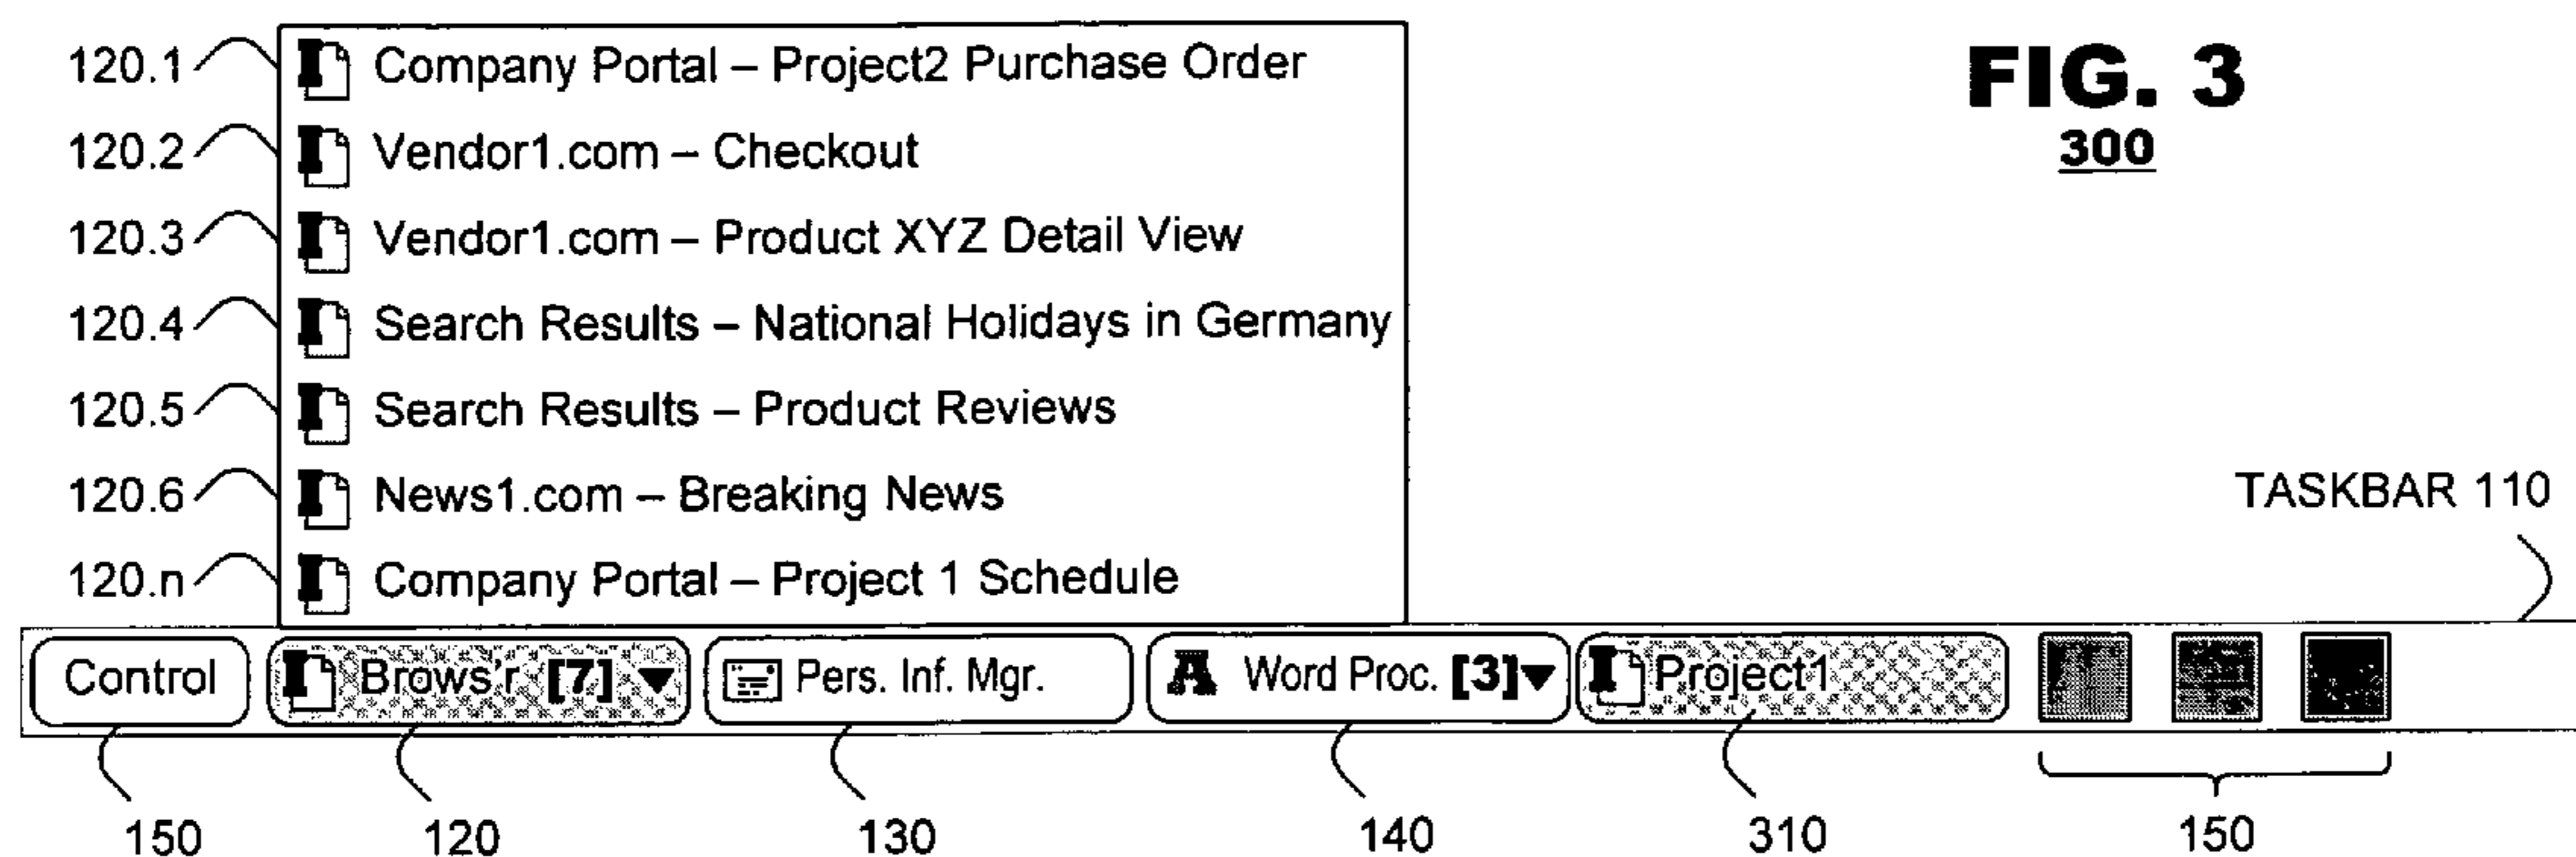 FIG. 3
300
120.1 Company Portal – Project2 Purchase Order
120.2 Vendor1.com – Checkout
120.3 Vendor1.com – Product XYZ Detail View
120.4 Search Results – National Holidays in Germany
120.5 Search Results – Product Reviews
120.6 News1.com – Breaking News
TASKBAR 110
120.n Company Portal – Project 1 Schedule
Control Brows'r [7] Pers. Inf. Mgr. A Word Proc. [3] Project1
150 120 130 140 310 150